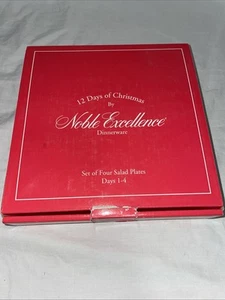 12 Days of Christmas
By
Noble Excellence
Dinnerware
Set of Four Salad Plates
Days 1-4